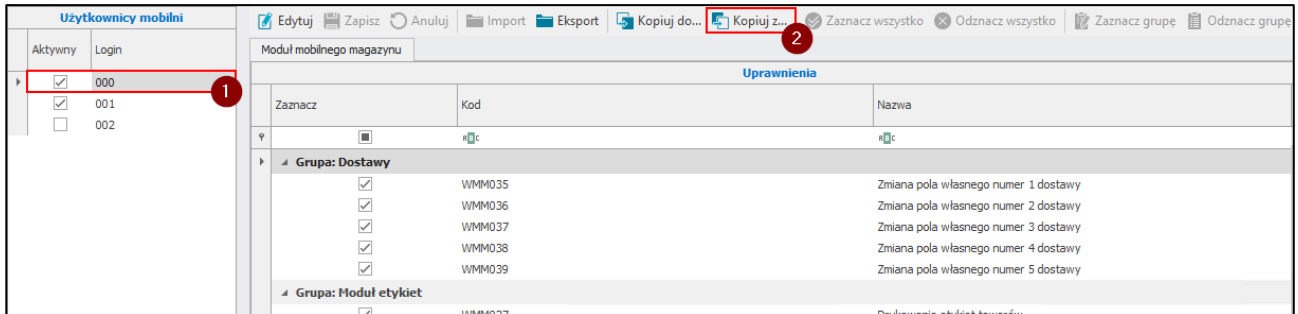 Użytkownicy mobilni
Edytuj Zapisz Anuluj Import Eksport Kopiuj do... Kopiuj z... Zaznacz wszystko Odznacz wszystko Zaznacz grupę Odznacz grupę
2
Aktywny Login
Moduł mobilnego magazynu
Uprawnienia
000
1
001
002
Zaznacz Kod Nazwa
Grupa: Dostawy
WMM035 Zmiana pola własnego numer 1 dostawy
WMM036 Zmiana pola własnego numer 2 dostawy
WMM037 Zmiana pola własnego numer 3 dostawy
WMM038 Zmiana pola własnego numer 4 dostawy
WMM039 Zmiana pola własnego numer 5 dostawy
Grupa: Moduł etykiet